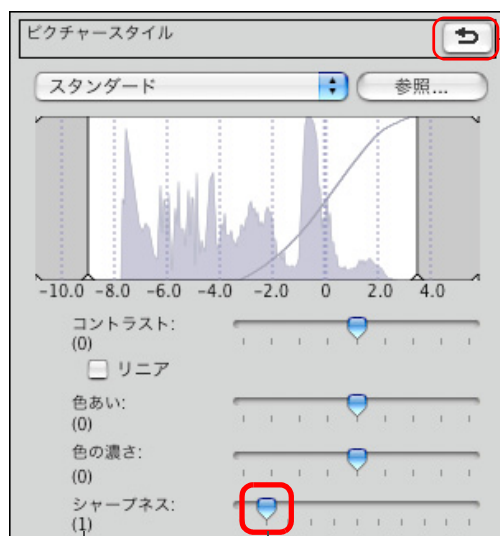 ピクチャースタイル
スタンダード 参照...
-10.0 -8.0 -6.0 -4.0 -2.0 0 2.0 4.0
コントラスト:
(0)
リニア
色あい:
(0)
色の濃さ:
(0)
シャープネス:
(1)